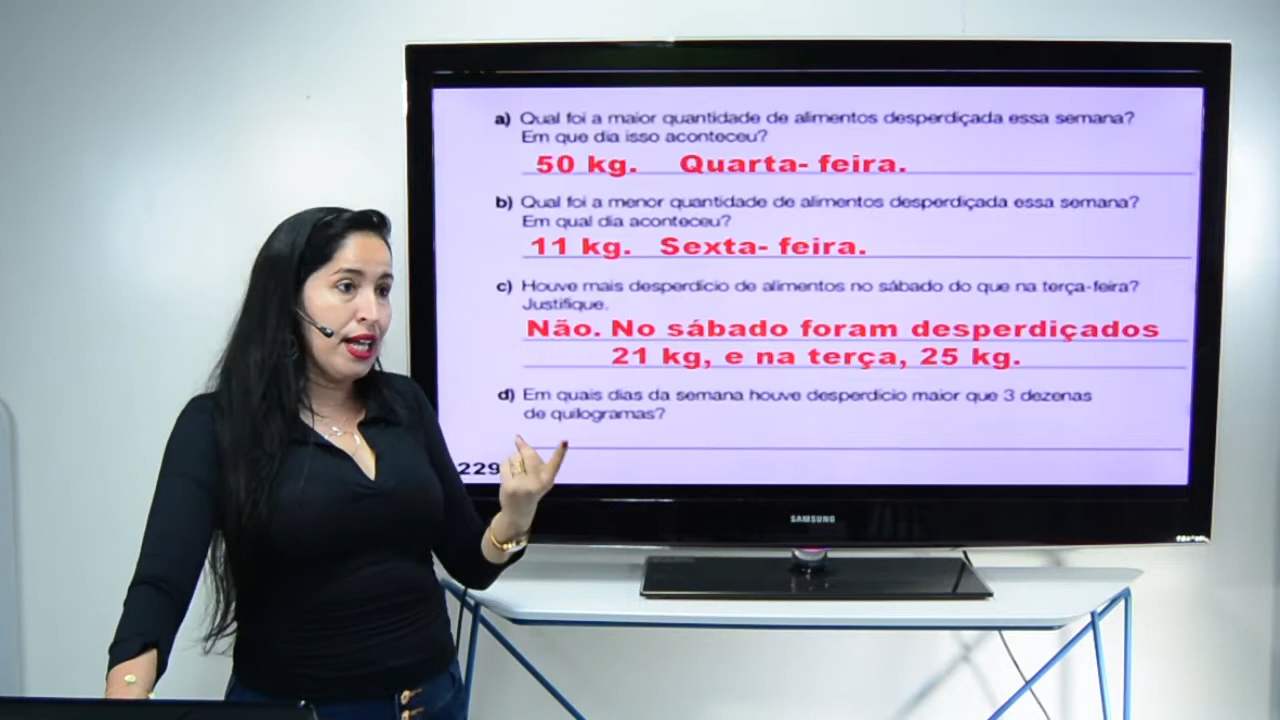 a) Qual foi a maior quantidade de alimentos desperdiçada essa semana?
Em que dia isso aconteceu?
50 kg. Quarta- feira.
b) Qual foi a menor quantidade de alimentos desperdiçada essa semana?
Em qual dia aconteceu?
11 kg. Sexta- feira.
c) Houve mais desperdício de alimentos no sábado do que na terça-feira?
Justifique.
Não. No sábado foram desperdiçados
21 kg, e na terça, 25 kg.
d) Em quais dias da semana houve desperdício maior que 3 dezenas
de quilogramas?
229
SAMSUNG